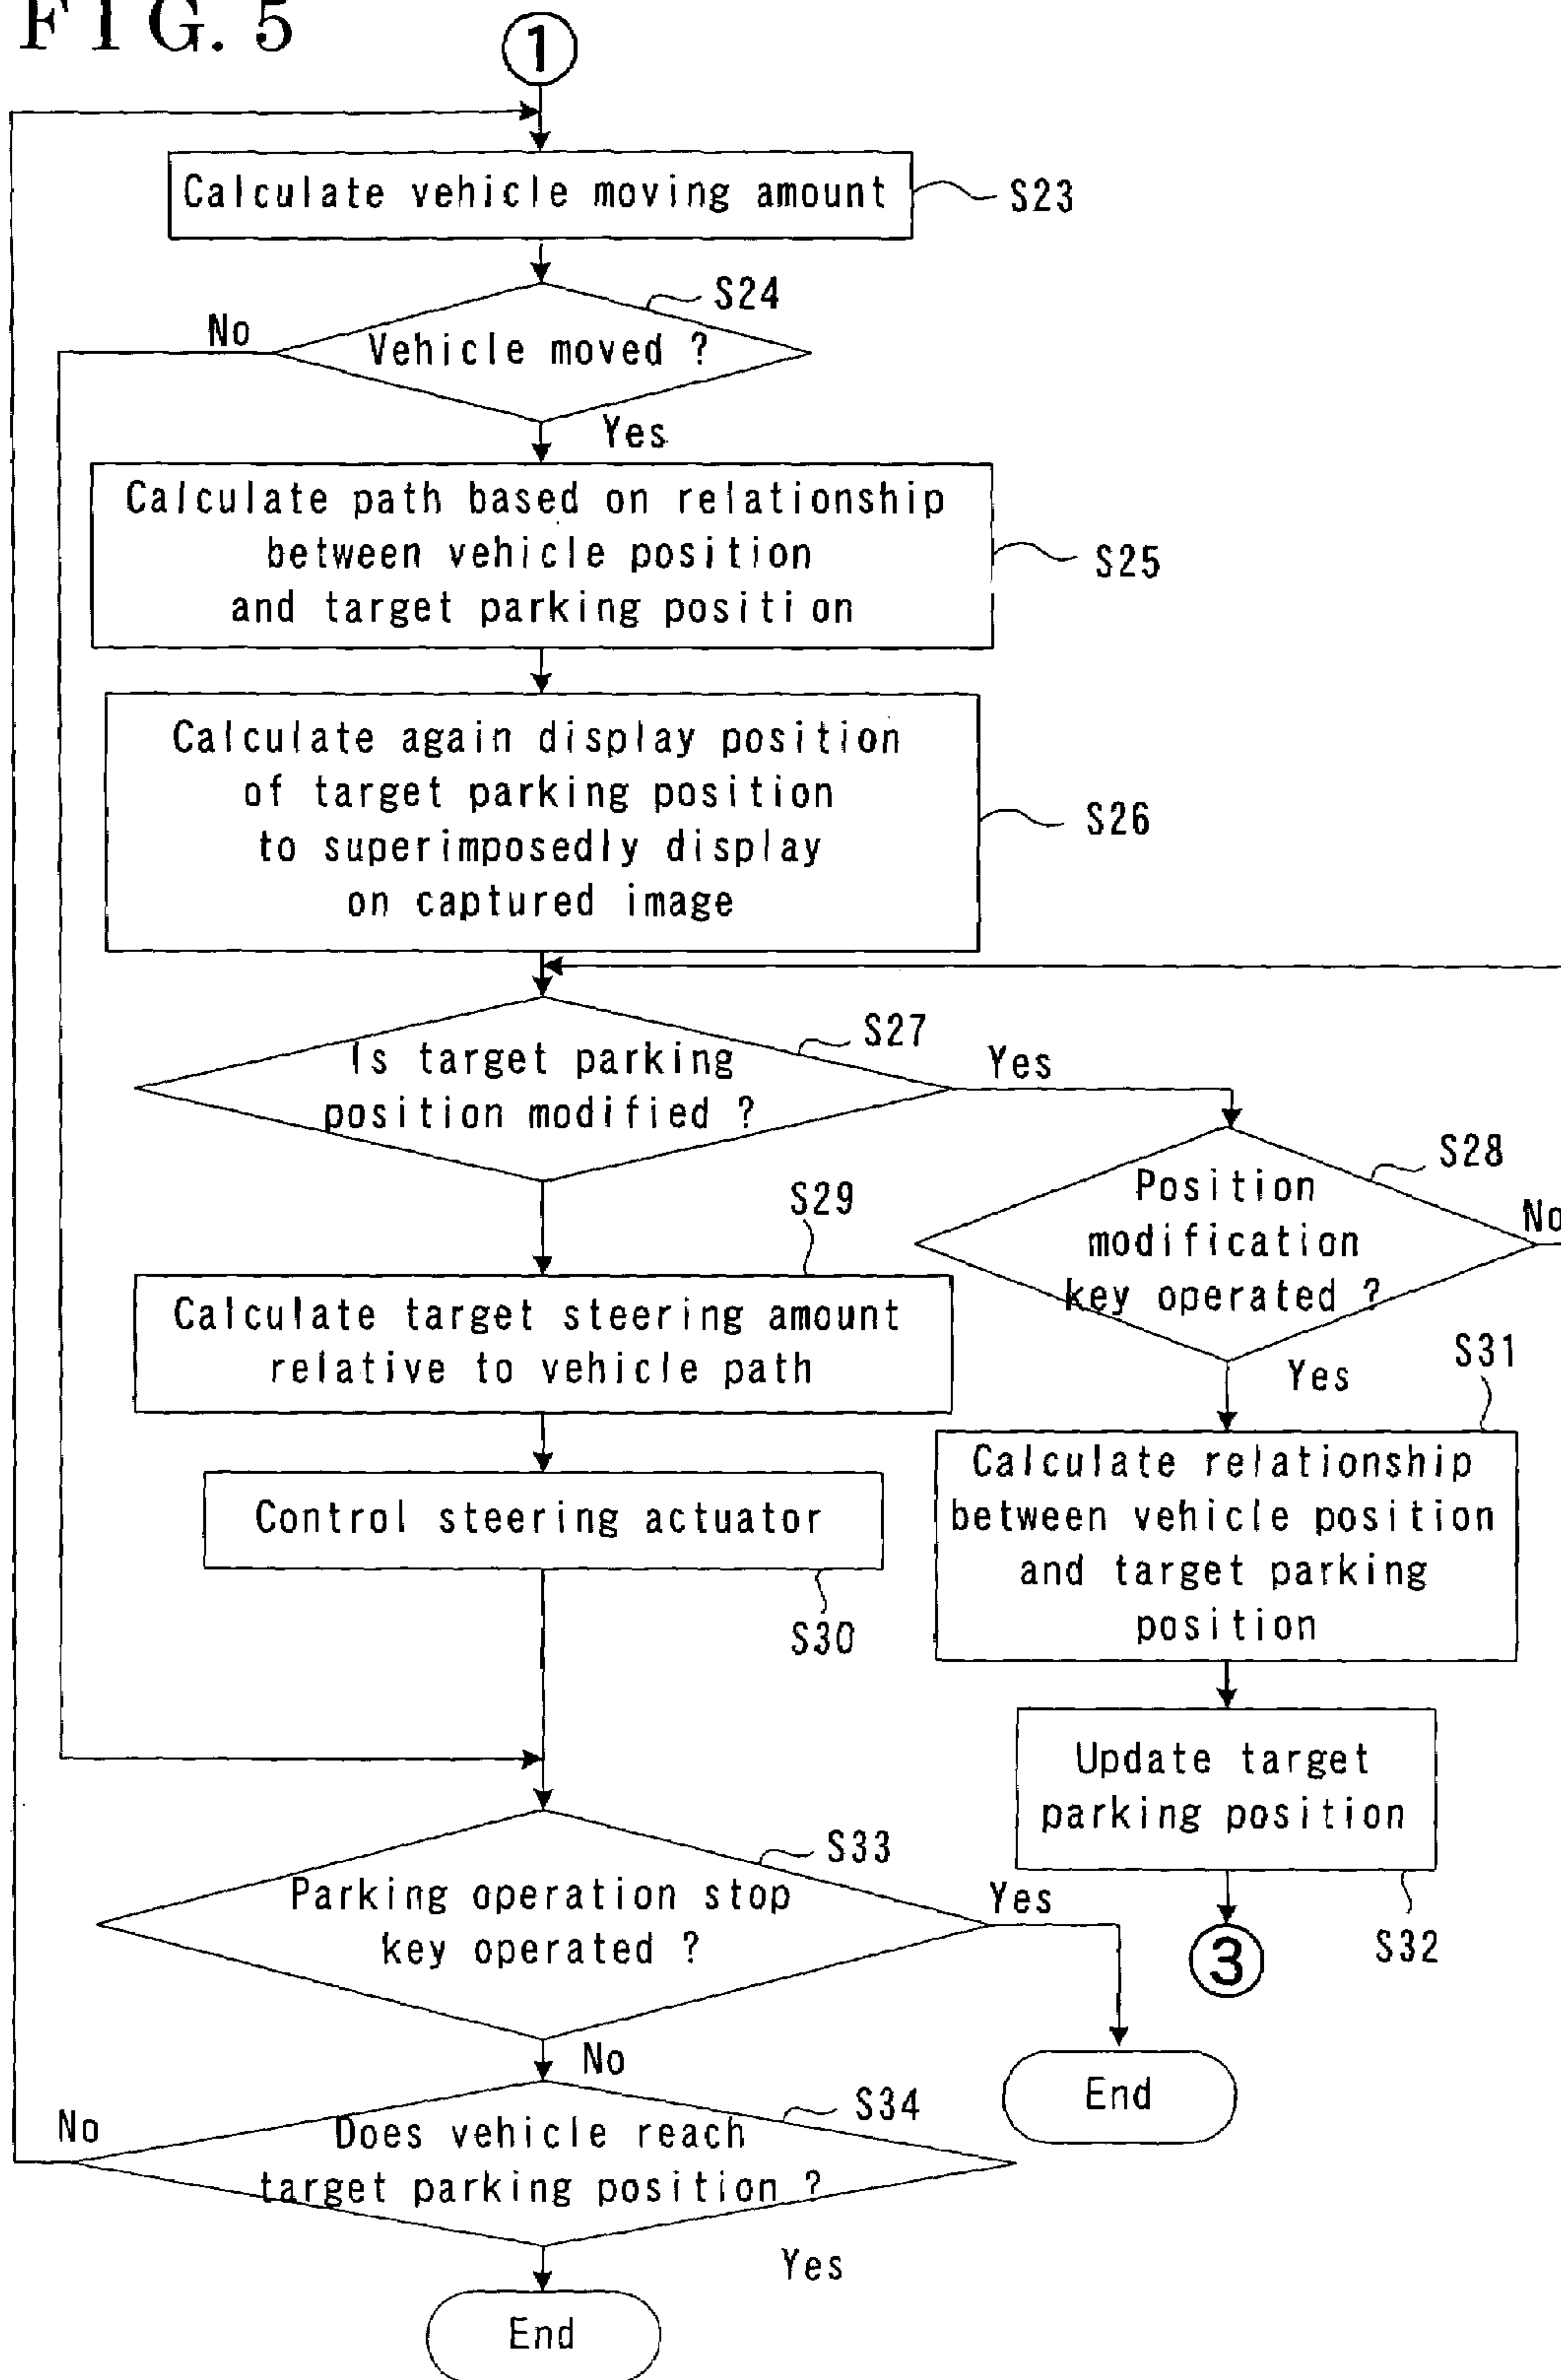 FIG. 5
1
Calculate vehicle moving amount
S23
S24
No
Vehicle moved ?
Yes
Calculate path based on relationship
between vehicle position
and target parking position
S25
Calculate again display position
of target parking position
to superimposedly display
on captured image
S26
S27
Is target parking
position modified ?
Yes
S28
Position
modification
key operated ?
No
S29
Calculate target steering amount
relative to vehicle path
Yes
S31
Calculate relationship
between vehicle position
and target parking
position
Control steering actuator
S30
Update target
parking position
S32
3
S33
Parking operation stop
key operated ?
Yes
End
No
S34
No
Does vehicle reach
target parking position ?
Yes
End